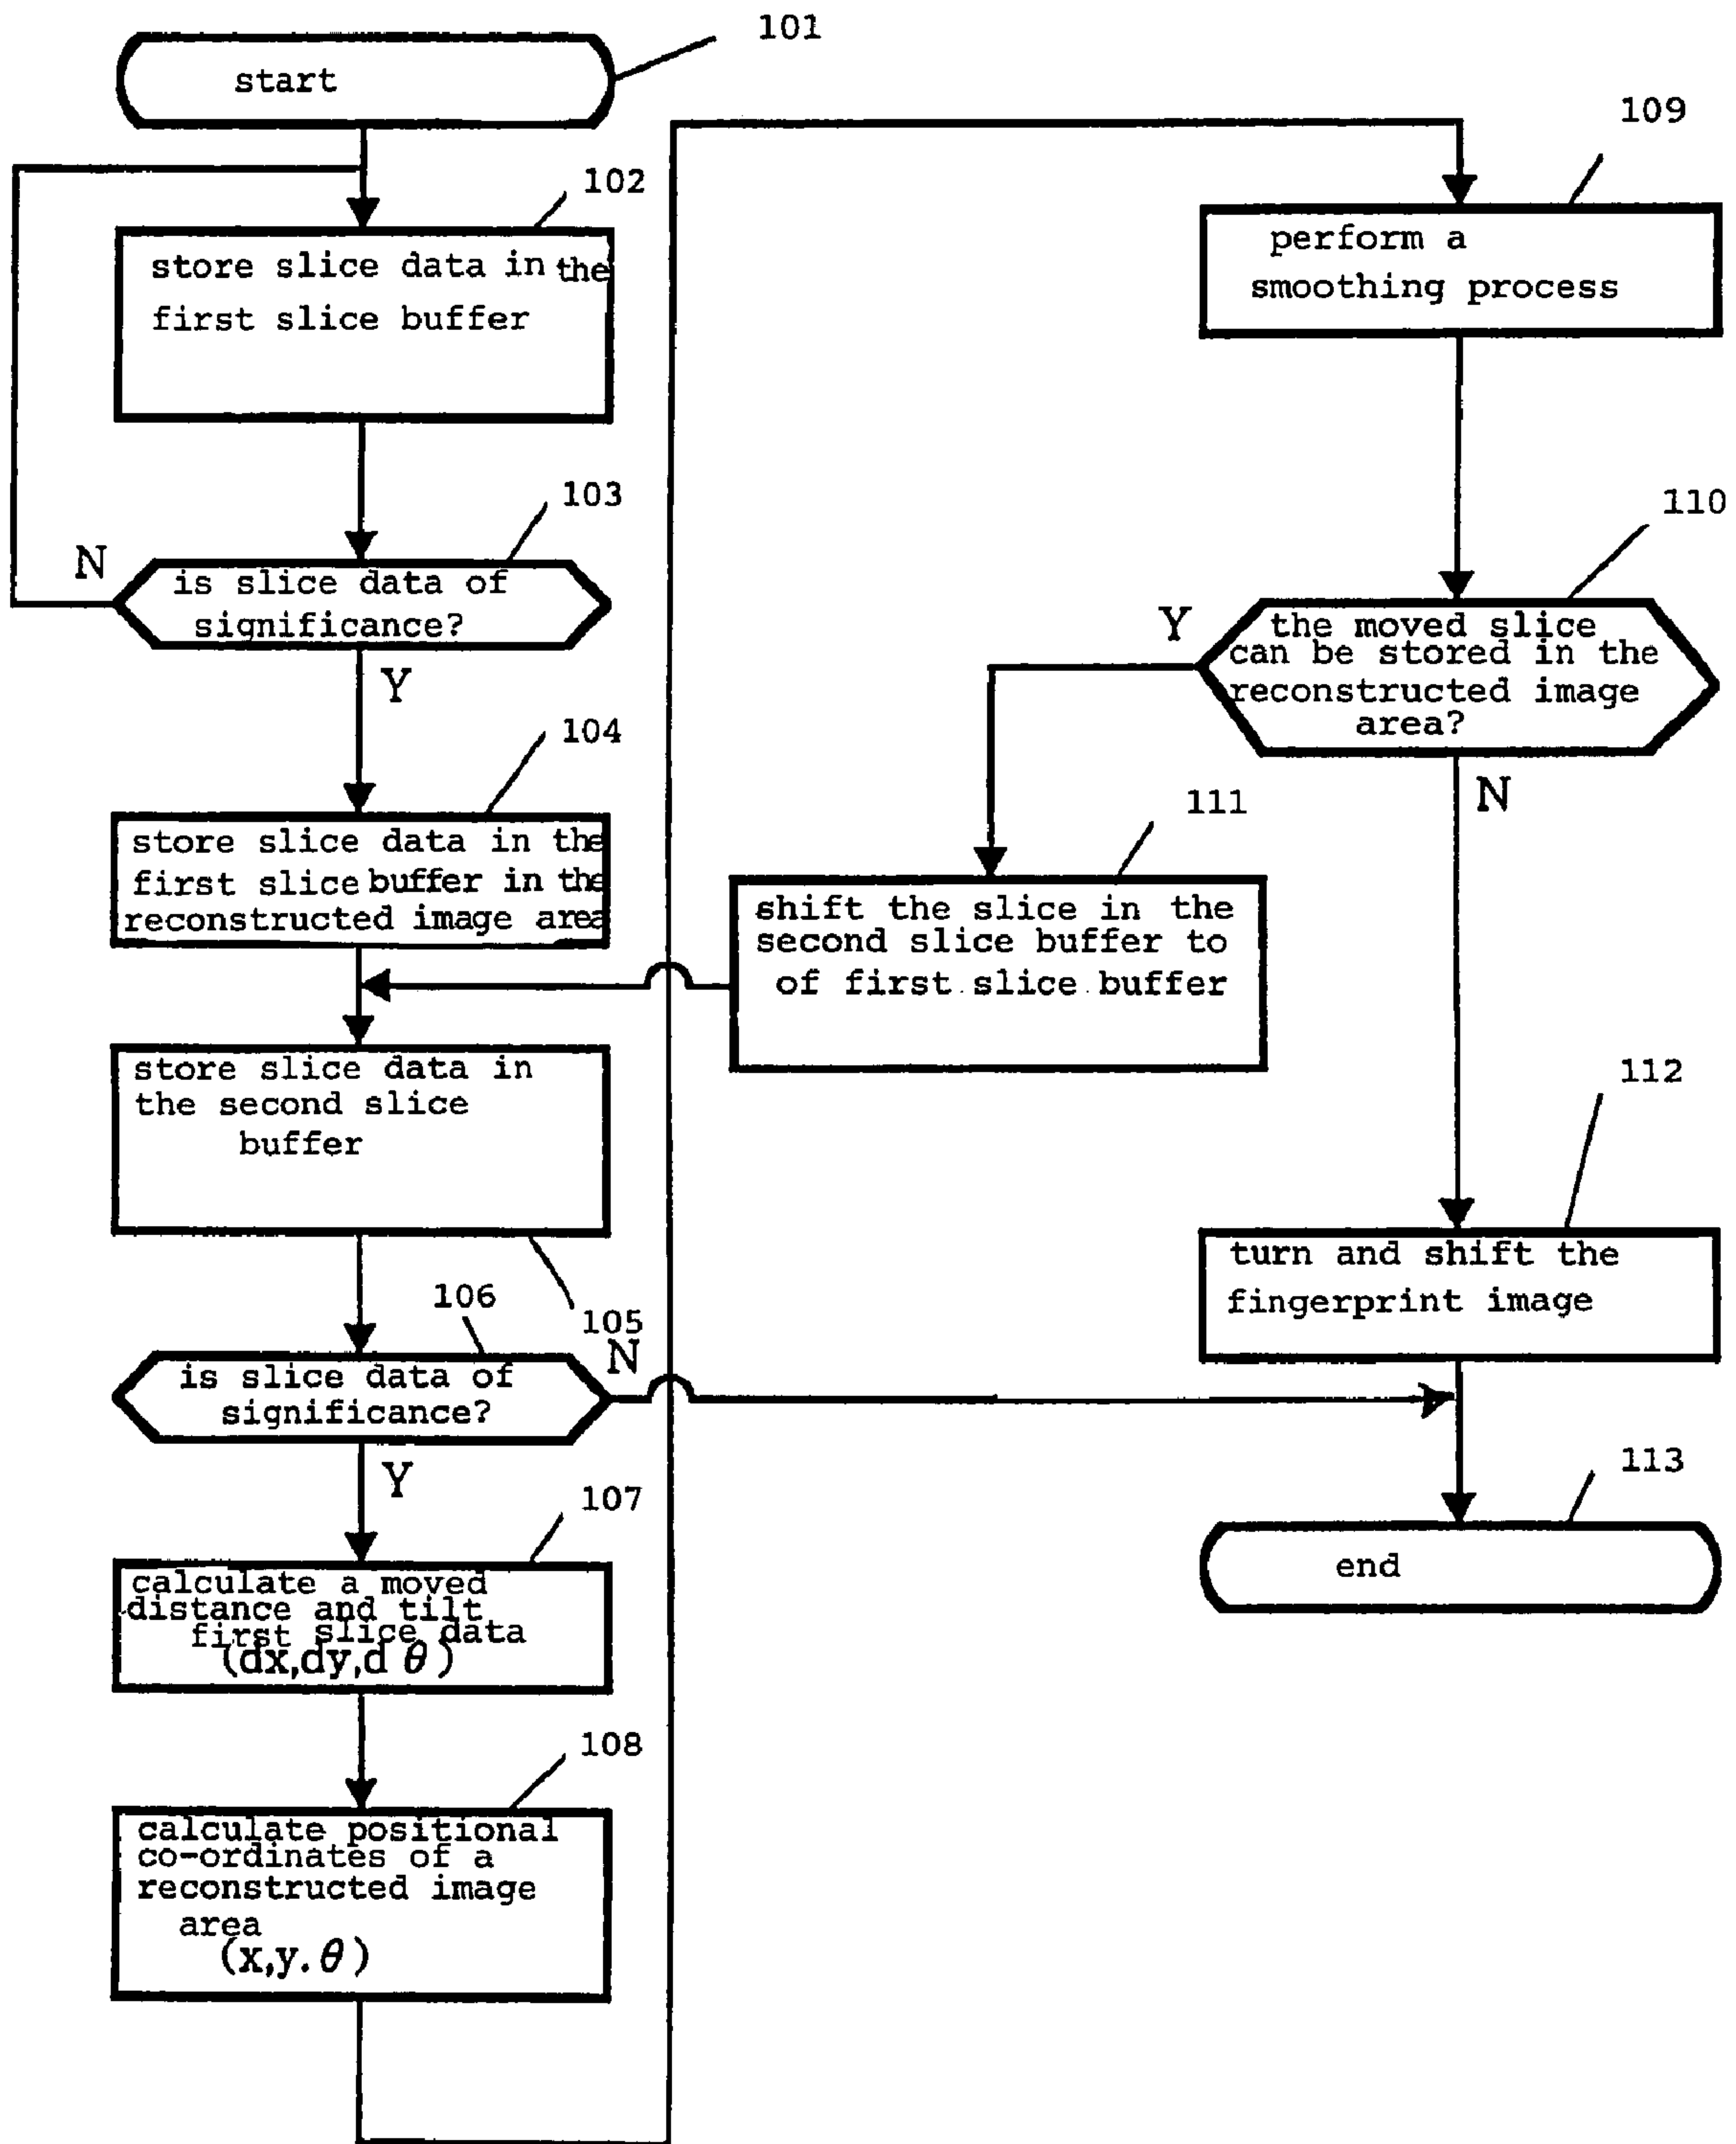 101
start
102
store slice data in the
first slice buffer
103
N
is slice data of
significance?
Y
104
store slice data in the
first slice buffer in the
reconstructed image area
store slice data in
the second slice
buffer
105
106
N
is slice data of
significance?
Y
107
calculate a moved
distance and tilt
first slice data
(dx,dy,d θ)
108
calculate positional
co-ordinates of a
reconstructed image
area
(x,y.θ)
109
perform a
smoothing process
110
Y
the moved slice
can be stored in the
reconstructed image
area?
N
111
shift the slice in the
second slice buffer to
of first slice buffer
112
turn and shift the
fingerprint image
113
end